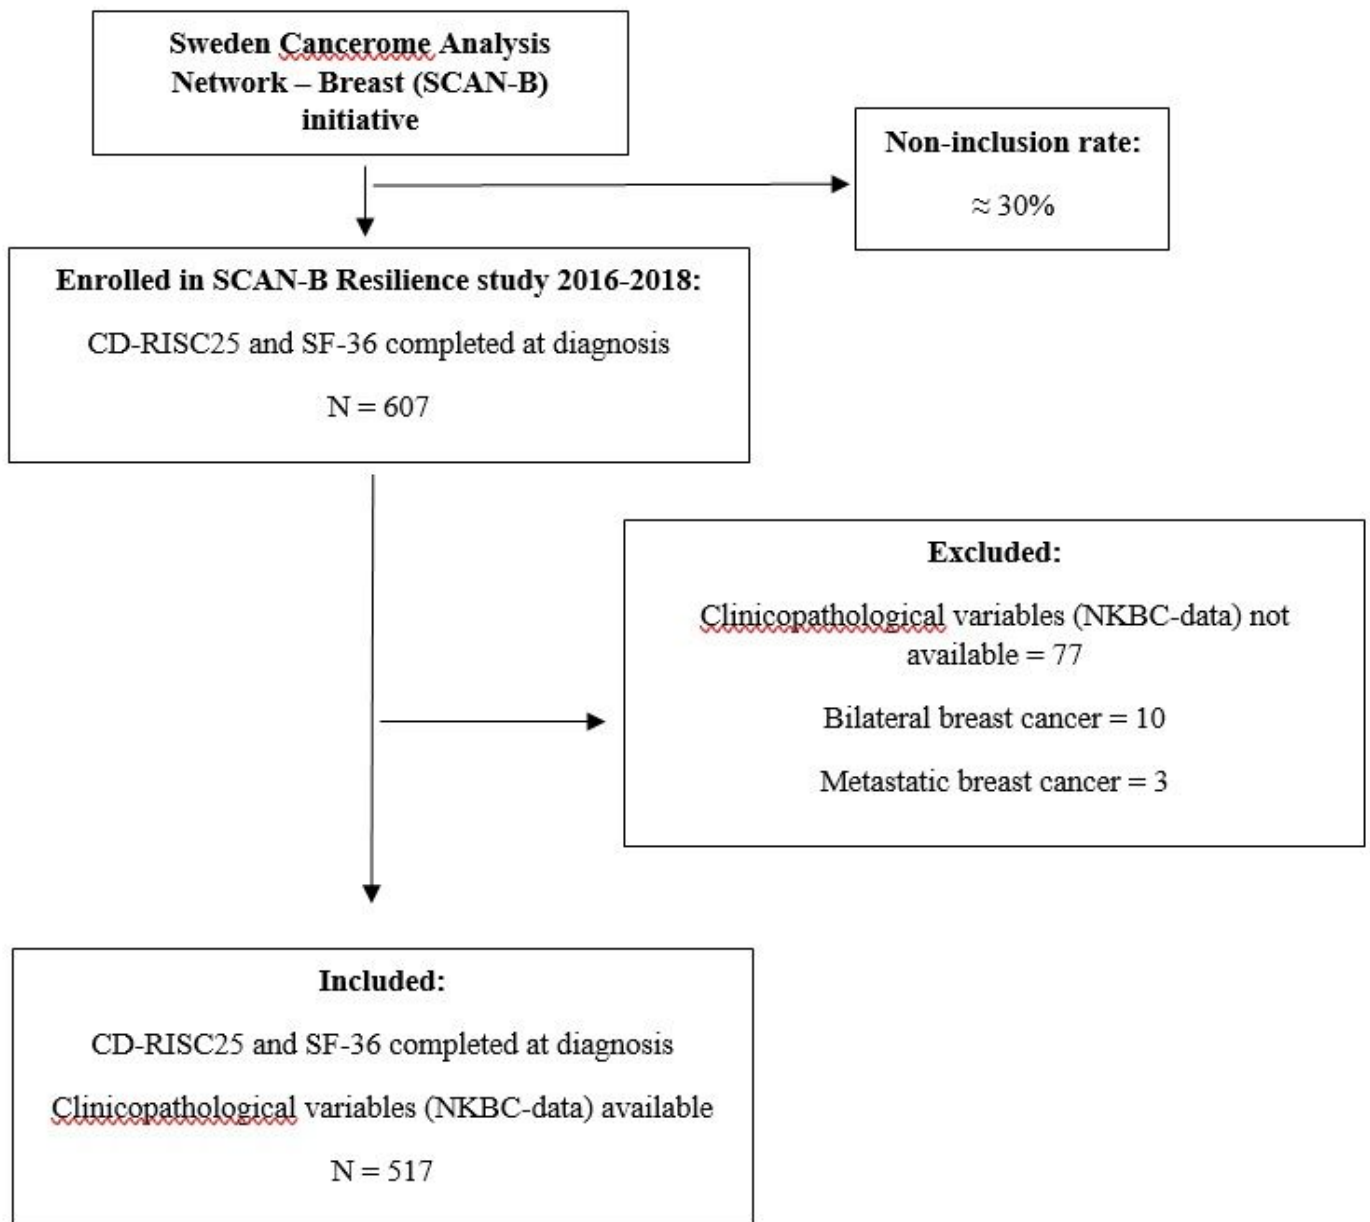 Sweden Cancerome Analysis
Network – Breast (SCAN-B)
initiative
Non-inclusion rate:
≈ 30%
Enrolled in SCAN-B Resilience study 2016-2018:
CD-RISC25 and SF-36 completed at diagnosis
N = 607
Excluded:
Clinicopathological variables (NKBC-data) not
available = 77
Bilateral breast cancer = 10
Metastatic breast cancer = 3
Included:
CD-RISC25 and SF-36 completed at diagnosis
Clinicopathological variables (NKBC-data) available
N = 517